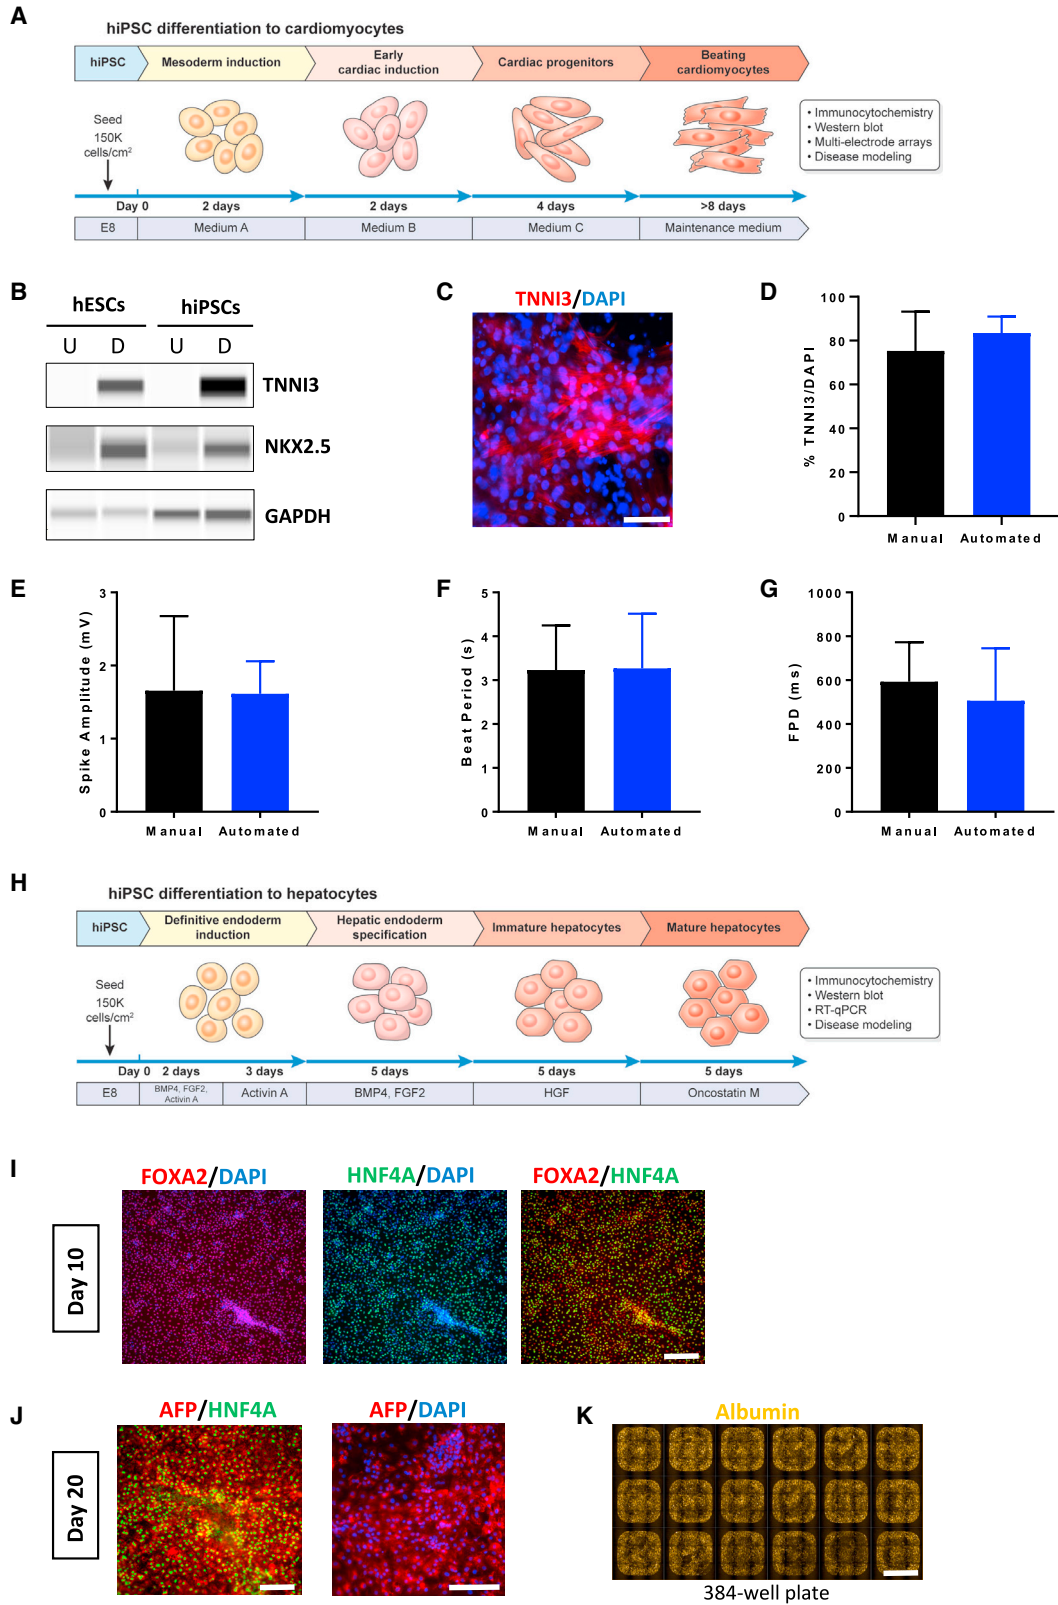 A
hiPSC differentiation to cardiomyocytes
hiPSC
Mesoderm induction
Early
cardiac induction
Cardiac progenitors
Beating
cardiomyocytes
Seed
150K
cells/cm²
• Immunocytochemistry
• Western blot
• Multi-electrode arrays
• Disease modeling
Day 0
2 days
2 days
4 days
>8 days
E8
Medium A
Medium B
Medium C
Maintenance medium
B
hESCs
hiPSCs
U
D
U
D
TNNI3
NKX2.5
GAPDH
C
TNNI3/DAPI
D
% TNNI3/DAPI
100
80
60
40
20
0
Manual
Automated
E
Spike Amplitude (mV)
3
2
1
0
Manual
Automated
F
Beat Period (s)
5
4
3
2
1
0
Manual
Automated
G
FPD (ms)
1000
800
600
400
200
0
Manual
Automated
H
hiPSC differentiation to hepatocytes
hiPSC
Definitive endoderm
induction
Hepatic endoderm
specification
Immature hepatocytes
Mature hepatocytes
Seed
150K
cells/cm²
• Immunocytochemistry
• Western blot
• RT-qPCR
• Disease modeling
Day 0
2 days
3 days
5 days
5 days
5 days
E8
BMP4, FGF2,
Activin A
Activin A
BMP4, FGF2
HGF
Oncostatin M
I
Day 10
FOXA2/DAPI
HNF4A/DAPI
FOXA2/HNF4A
J
Day 20
AFP/HNF4A
AFP/DAPI
K
Albumin
384-well plate